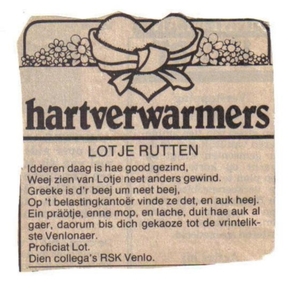 hartverwarmers
LOTJE RUTTEN
Idderen daag is hae good gezind,
Weej zien van Lotje neet anders gewind.
Greeke is d'r beej um neet beej,
Op 't belastingkantoër vinde ze det, en auk heej.
Ein präötje, enne mop, en lache, duit hae auk al
gaer, daorum bis dich gekaoze tot de vrintelik-
ste Venlonaer.
Proficiat Lot.
Dien collega's RSK Venlo.